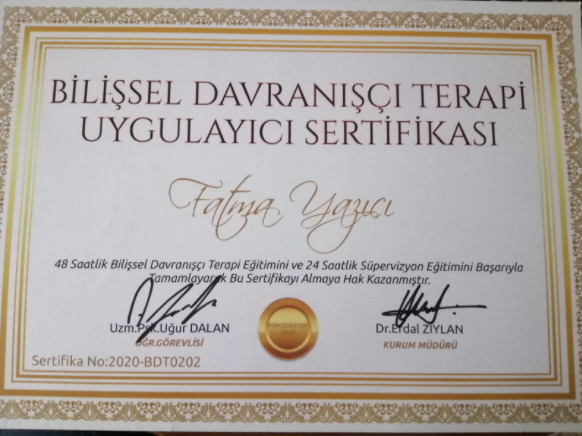 BİLİŞSEL DAVRANIŞÇI TERAPİ
UYGULAYICI SERTİFİKASI
Fatma Yazıcı
48 Saatlik Bilişsel Davranışçı Terapi Eğitimini ve 24 Saatlik Süpervizyon Eğitimini Başarıyla
Tamamlayarak Bu Sertifikayı Almaya Hak Kazanmıştır.
Uzm.Psk.Uğur DALAN
ÖĞR.GÖREVLİSİ
Dr.Erdal ZİYLAN
KURUM MÜDÜRÜ
Sertifika No:2020-BDT0202